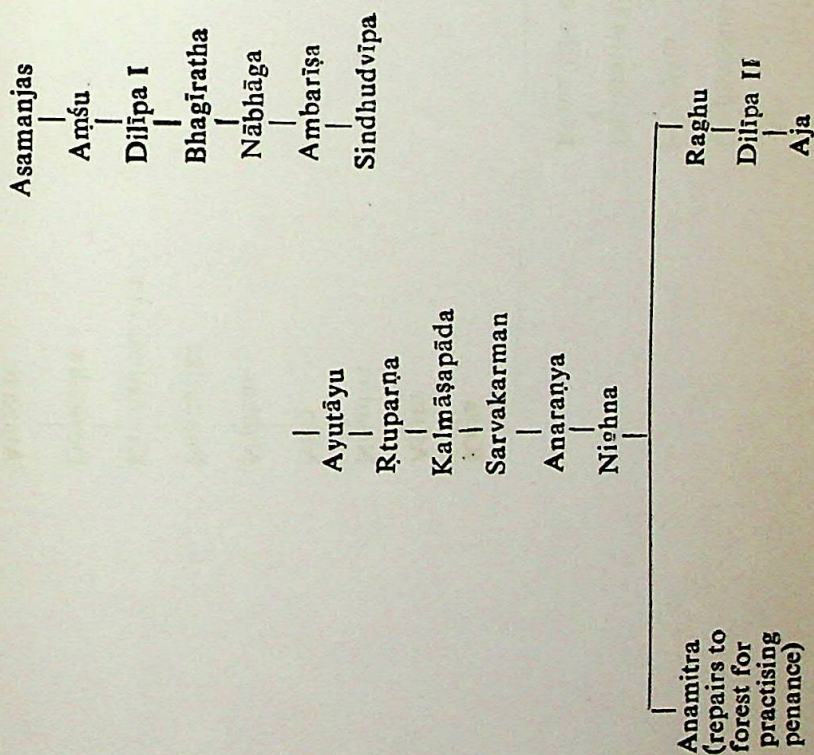 Asamanjas
Aṃśu
Dilīpa I
Bhagīratha
Nābhāga
Ambarīṣa
Sindhudvīpa
Ayutāyu
Ṛtuparṇa
Kalmāṣapāda
Sarvakarman
Anaraṇya
Nighna
Anamitra
(repairs to
forest for
practising
penance)
Raghu
Dilīpa II
Aja